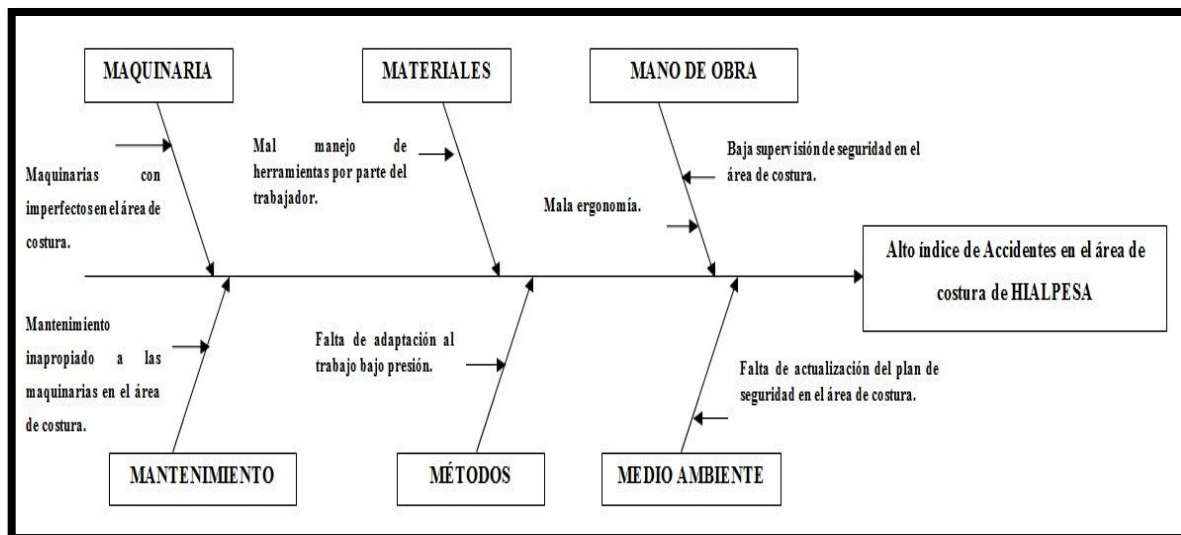 MAQUINARIA
MATERIALES
MANO DE OBRA
Maquinarias con
imperfectos en el área de
costura.
Mal manejo de
herramientas por parte del
trabajador.
Baja supervisión de seguridad en el
área de costura.
Mala ergonomía.
Alto índice de Accidentes en el área de
costura de HIALPESA
Mantenimiento
inapropiado a las
maquinarias en el área
de costura.
Falta de adaptación al
trabajo bajo presión.
Falta de actualización del plan de
seguridad en el área de costura.
MANTENIMIENTO
MÉTODOS
MEDIO AMBIENTE